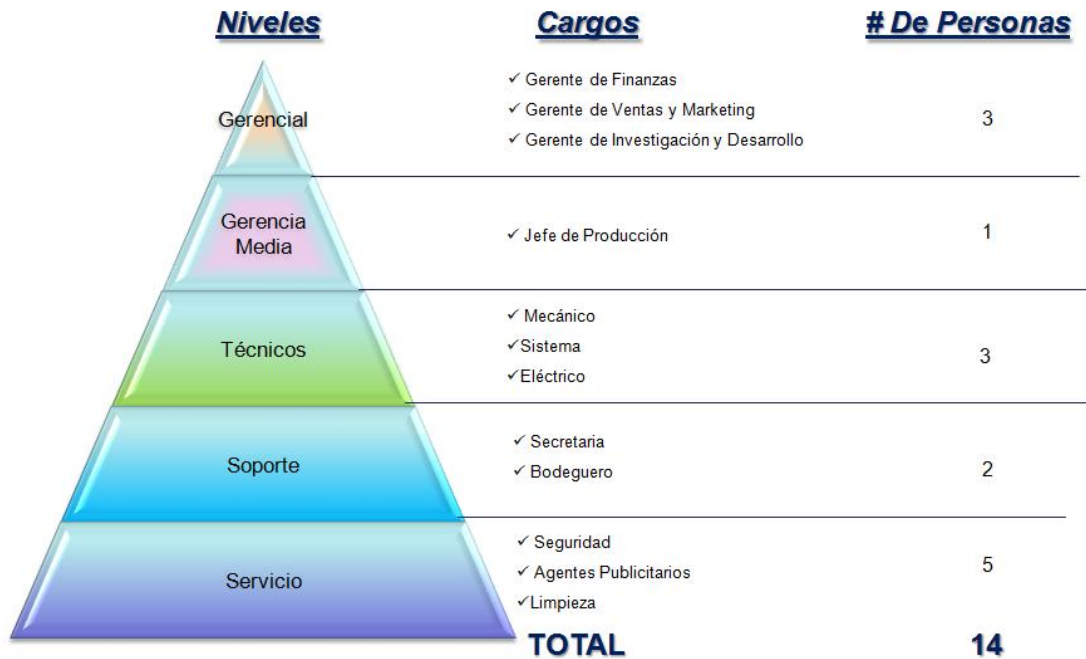 Niveles Cargos # De Personas
Gerencial
✓ Gerente de Finanzas
✓ Gerente de Ventas y Marketing
✓ Gerente de Investigación y Desarrollo
3
Gerencia
Media
✓ Jefe de Producción
1
Técnicos
✓ Mecánico
✓Sistema
✓Eléctrico
3
Soporte
✓ Secretaria
✓ Bodeguero
2
Servicio
✓ Seguridad
✓ Agentes Publicitarios
✓Limpieza
5
TOTAL 14